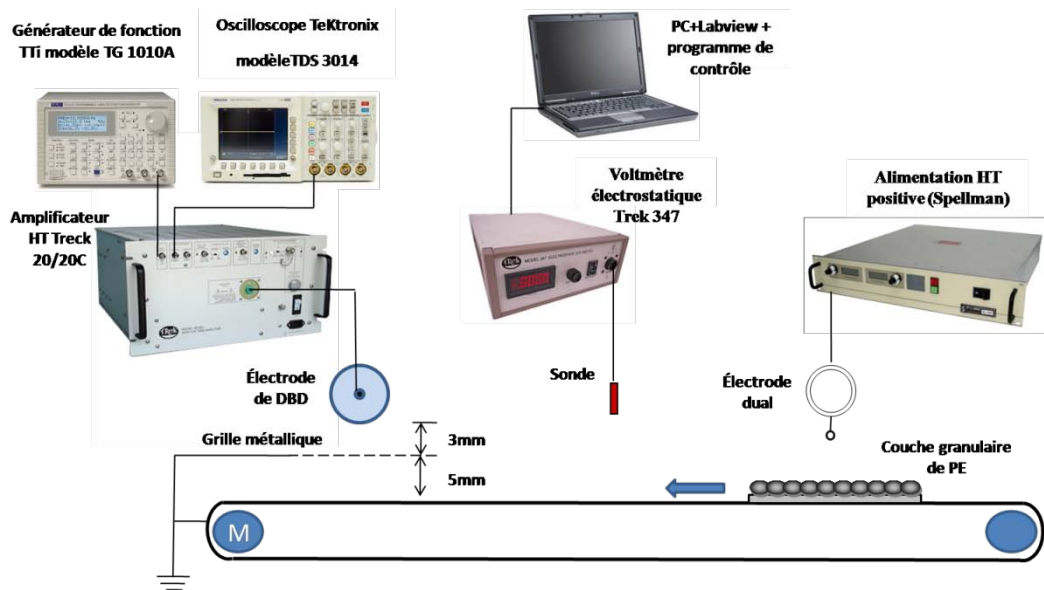 Générateur de fonction
TTi modèle TG 1010A
Oscilloscope TeKtronix
modèleTDS 3014
PC+Labview +
programme de
contrôle
Amplificateur
HT Treck
20/20C
Voltmètre
électrostatique
Trek 347
Alimentation HT
positive (Spellman)
TREK
Électrode
de DBD
Sonde
Électrode
dual
Grille métallique
3mm
5mm
Couche granulaire
de PE
M